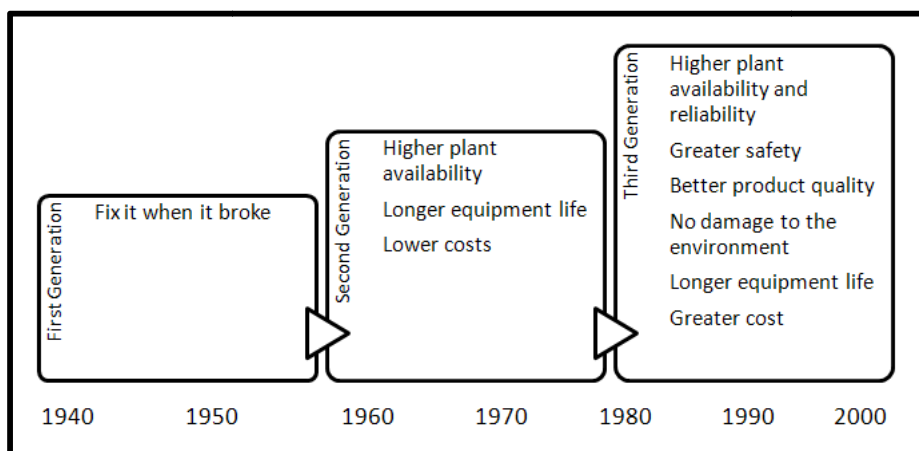 First Generation
Fix it when it broke
Second Generation
Higher plant
availability
Longer equipment life
Lower costs
Third Generation
Higher plant
availability and
reliability
Greater safety
Better product quality
No damage to the
environment
Longer equipment life
Greater cost
1940 1950 1960 1970 1980 1990 2000